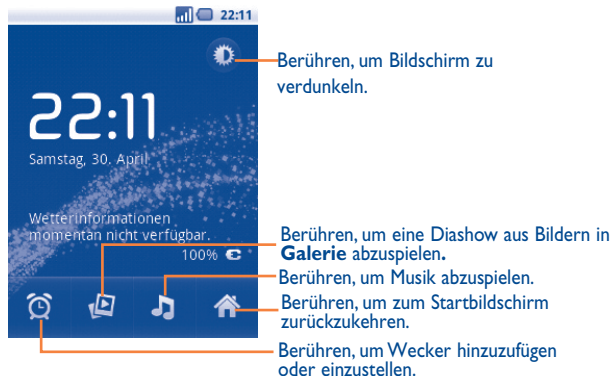 22:11
Berühren, um Bildschirm zu
verdunkeln.
22:11
Samstag, 30. April
Wetterinformationen
momentan nicht verfügbar.
100%
Berühren, um eine Diashow aus Bildern in
Galerie abzuspielen.
Berühren, um Musik abzuspielen.
Berühren, um zum Startbildschirm
zurückzukehren.
Berühren, um Wecker hinzuzufügen
oder einzustellen.